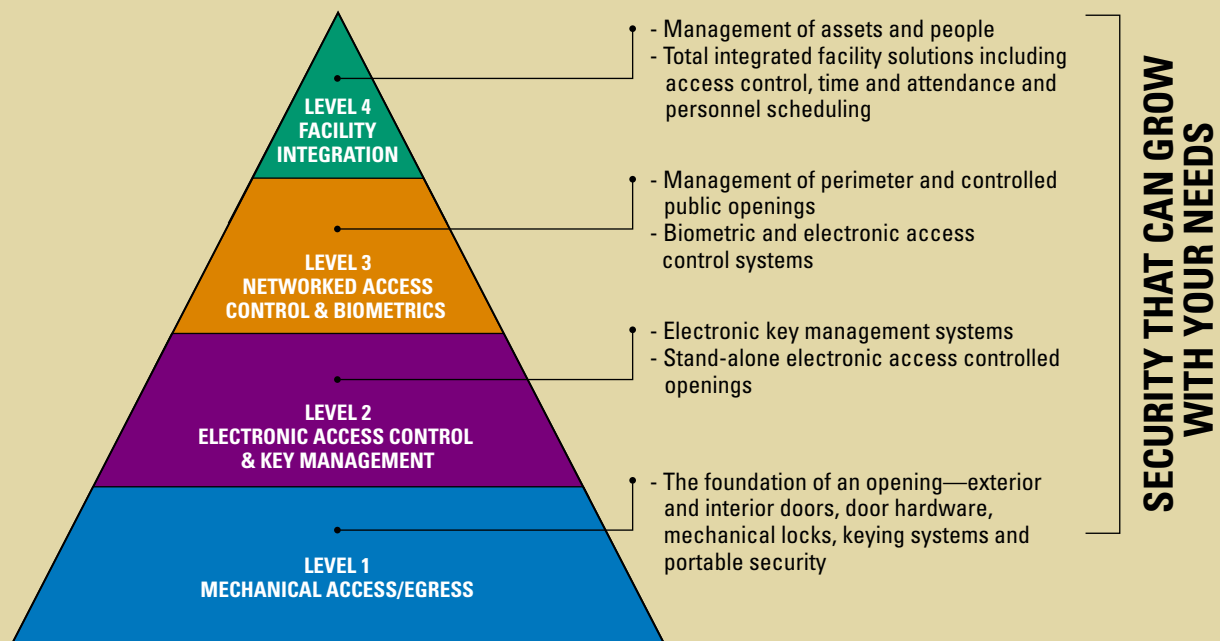 LEVEL 4
FACILITY
INTEGRATION
- Management of assets and people
- Total integrated facility solutions including
access control, time and attendance and
personnel scheduling
LEVEL 3
NETWORKED ACCESS
CONTROL & BIOMETRICS
- Management of perimeter and controlled
public openings
- Biometric and electronic access
control systems
LEVEL 2
ELECTRONIC ACCESS CONTROL
& KEY MANAGEMENT
- Electronic key management systems
- Stand-alone electronic access controlled
openings
LEVEL 1
MECHANICAL ACCESS/EGRESS
- The foundation of an opening—exterior
and interior doors, door hardware,
mechanical locks, keying systems and
portable security
SECURITY THAT CAN GROW
WITH YOUR NEEDS